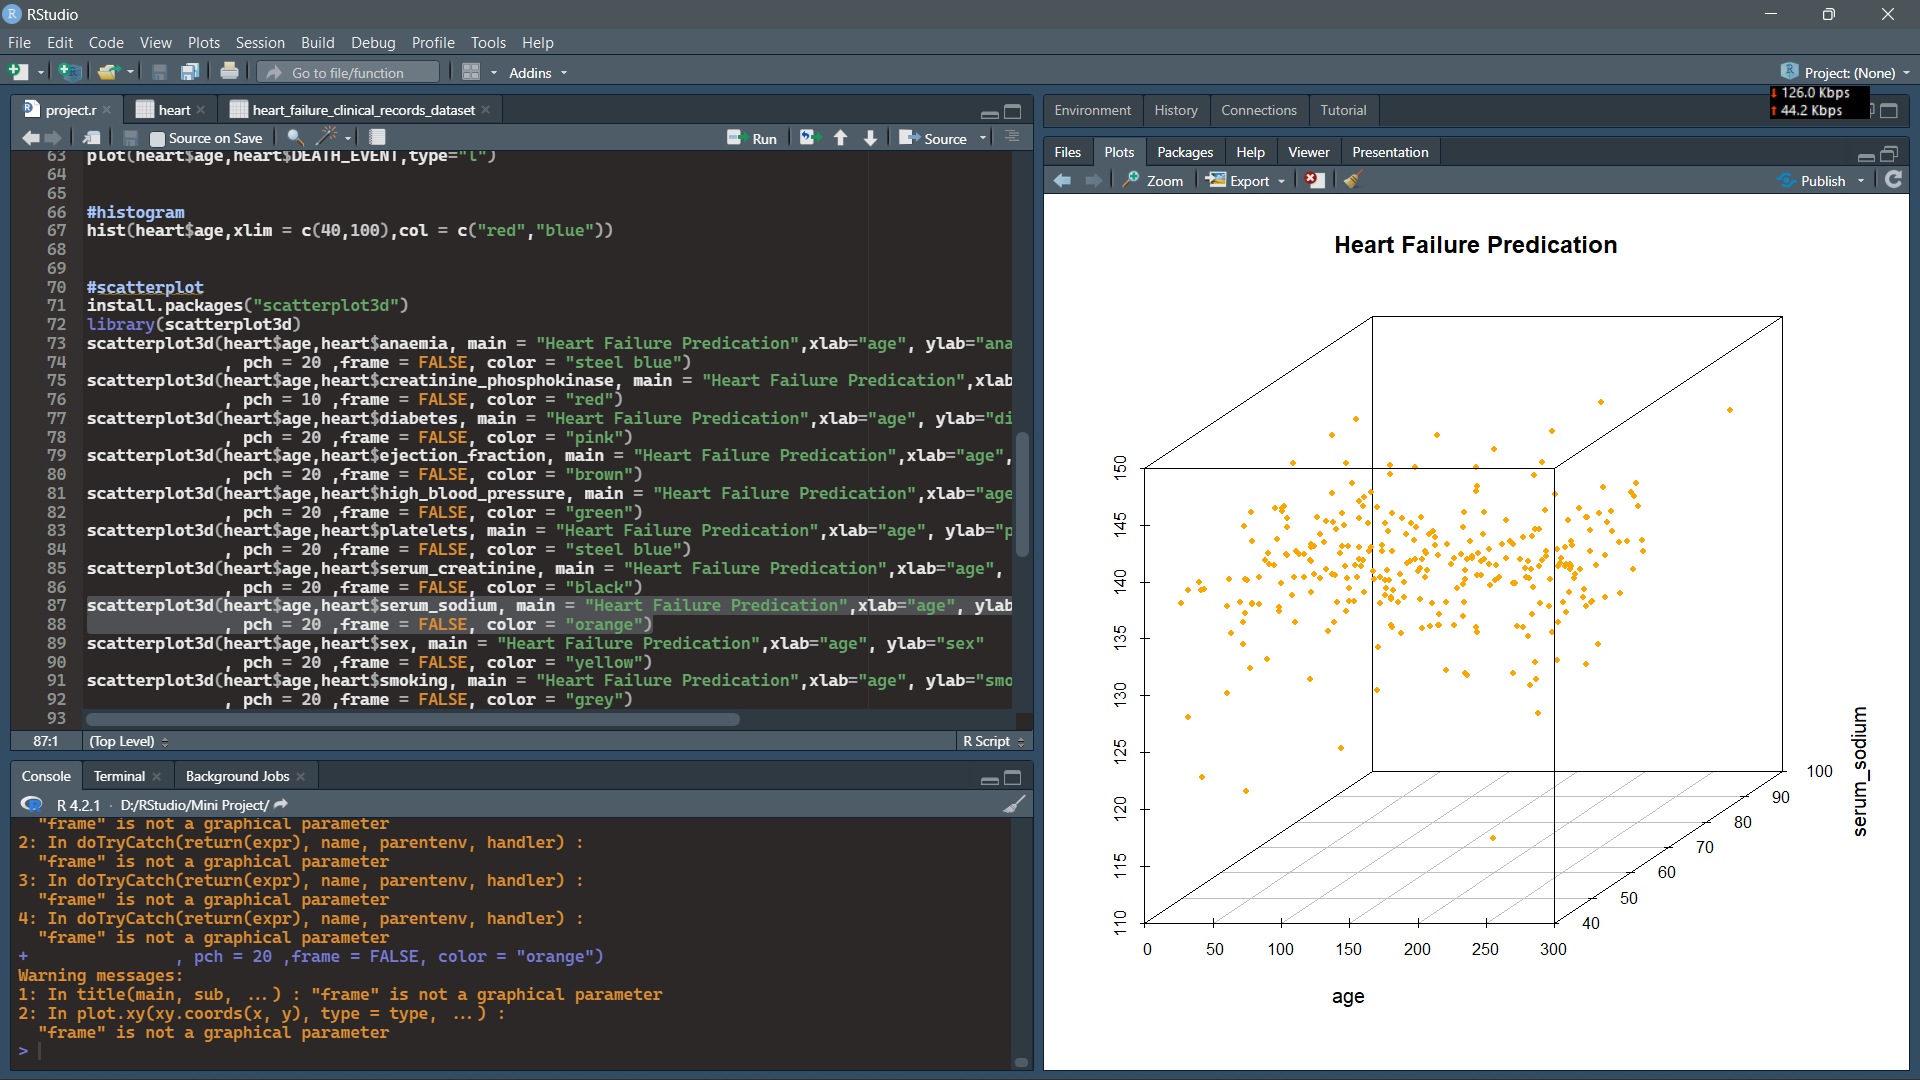 RStudio
File Edit Code View Plots Session Build Debug Profile Tools Help
Go to file/function Addins Project: (None)
126.0 Kbps
44.2 Kbps
project.r heart heart_failure_clinical_records_dataset
Source on Save Run Source
63 plot(heart$age,heart$DEATH_EVENT,type="l")
64
65
66 #histogram
67 hist(heart$age,xlim = c(40,100),col = c("red","blue"))
68
69
70 #scatterplot
71 install.packages("scatterplot3d")
72 library(scatterplot3d)
73 scatterplot3d(heart$age,heart$anaemia, main = "Heart Failure Predication",xlab="age", ylab="ana
74 , pch = 20 ,frame = FALSE, color = "steel blue")
75 scatterplot3d(heart$age,heart$creatinine_phosphokinase, main = "Heart Failure Predication",xlab
76 , pch = 10 ,frame = FALSE, color = "red")
77 scatterplot3d(heart$age,heart$diabetes, main = "Heart Failure Predication",xlab="age", ylab="di
78 , pch = 20 ,frame = FALSE, color = "pink")
79 scatterplot3d(heart$age,heart$ejection_fraction, main = "Heart Failure Predication",xlab="age",
80 , pch = 20 ,frame = FALSE, color = "brown")
81 scatterplot3d(heart$age,heart$high_blood_pressure, main = "Heart Failure Predication",xlab="age
82 , pch = 20 ,frame = FALSE, color = "green")
83 scatterplot3d(heart$age,heart$platelets, main = "Heart Failure Predication",xlab="age", ylab="p
84 , pch = 20 ,frame = FALSE, color = "steel blue")
85 scatterplot3d(heart$age,heart$serum_creatinine, main = "Heart Failure Predication",xlab="age",
86 , pch = 20 ,frame = FALSE, color = "black")
87 scatterplot3d(heart$age,heart$serum_sodium, main = "Heart Failure Predication",xlab="age", ylab
88 , pch = 20 ,frame = FALSE, color = "orange")
89 scatterplot3d(heart$age,heart$sex, main = "Heart Failure Predication",xlab="age", ylab="sex"
90 , pch = 20 ,frame = FALSE, color = "yellow")
91 scatterplot3d(heart$age,heart$smoking, main = "Heart Failure Predication",xlab="age", ylab="smo
92 , pch = 20 ,frame = FALSE, color = "grey")
93
87:1 (Top Level) R Script
Console Terminal Background Jobs
R 4.2.1 · D:/RStudio/Mini Project/
"frame" is not a graphical parameter
2: In doTryCatch(return(expr), name, parentenv, handler) :
"frame" is not a graphical parameter
3: In doTryCatch(return(expr), name, parentenv, handler) :
"frame" is not a graphical parameter
4: In doTryCatch(return(expr), name, parentenv, handler) :
"frame" is not a graphical parameter
+ , pch = 20 ,frame = FALSE, color = "orange")
Warning messages:
1: In title(main, sub, ...) : "frame" is not a graphical parameter
2: In plot.xy(xy.coords(x, y), type = type, ...) :
"frame" is not a graphical parameter
>
Environment History Connections Tutorial
Files Plots Packages Help Viewer Presentation
Zoom Export Publish
Heart Failure Predication
150
145
140
135
130
125
120
115
110
0 50 100 150 200 250 300
age
40
50
60
70
80
90
100
serum_sodium